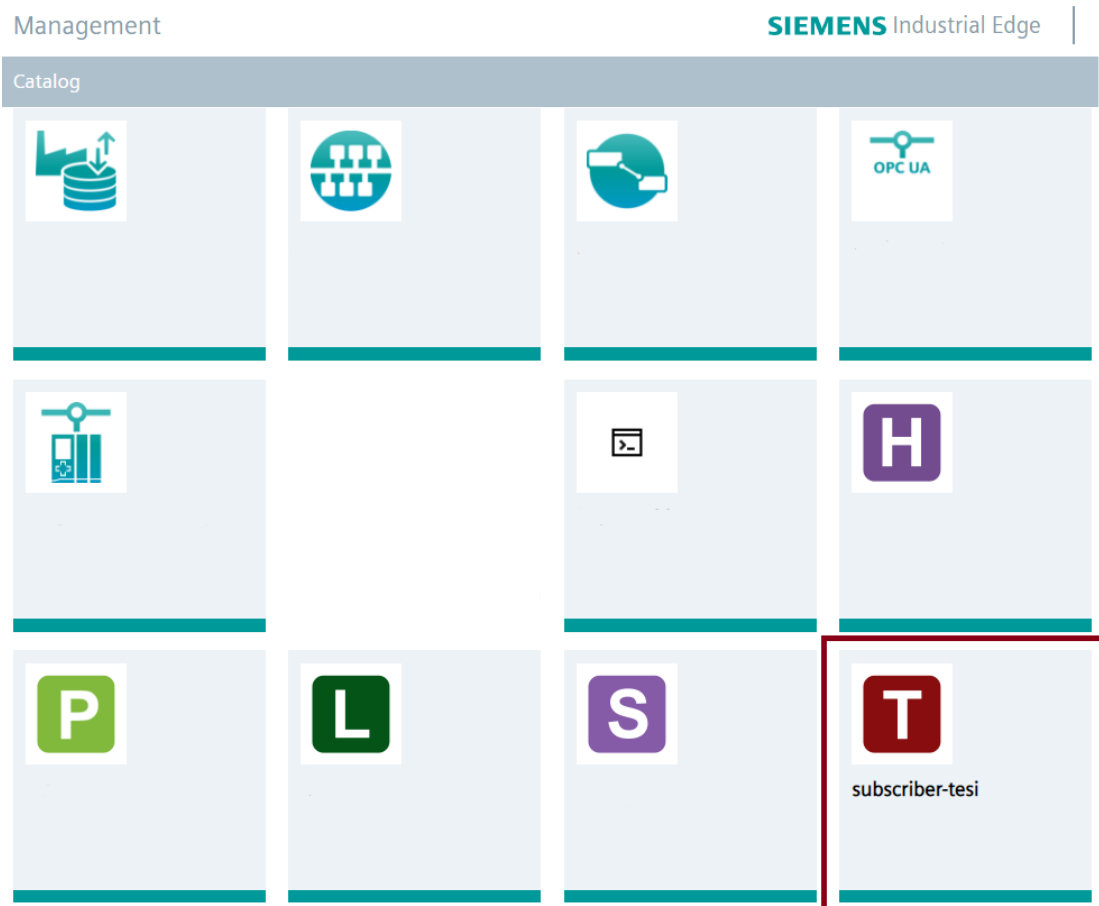 Management
SIEMENS Industrial Edge
Catalog
OPC UA
>_
H
P
L
S
T
subscriber-tesi